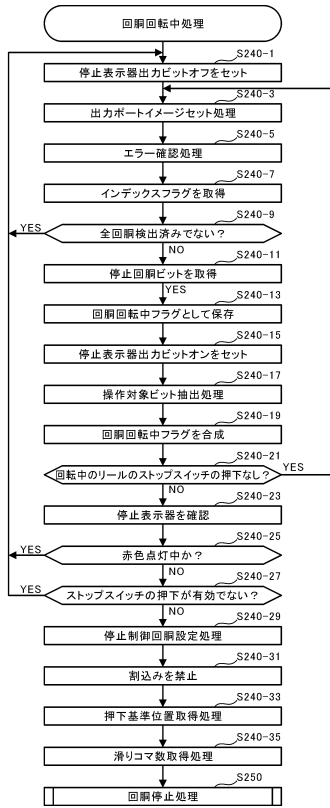 回胴回転中処理
S240-1
停止表示器出力ビットオフをセット
S240-3
出力ポートイメージセット処理
S240-5
エラー確認処理
S240-7
インデックスフラグを取得
S240-9
YES
全回胴検出済みでない？
NO
S240-11
停止回胴ビットを取得
YES
S240-13
回胴回転中フラグとして保存
S240-15
停止表示器出力ビットオンをセット
S240-17
操作対象ビット抽出処理
S240-19
回胴回転中フラグを合成
S240-21
回転中のリールのストップスイッチの押下なし？
YES
NO
S240-23
停止表示器を確認
S240-25
YES
赤色点灯中か？
NO
S240-27
YES
ストップスイッチの押下が有効でない？
NO
S240-29
停止制御回胴設定処理
S240-31
割込みを禁止
S240-33
押下基準位置取得処理
S240-35
滑りコマ数取得処理
S250
回胴停止処理